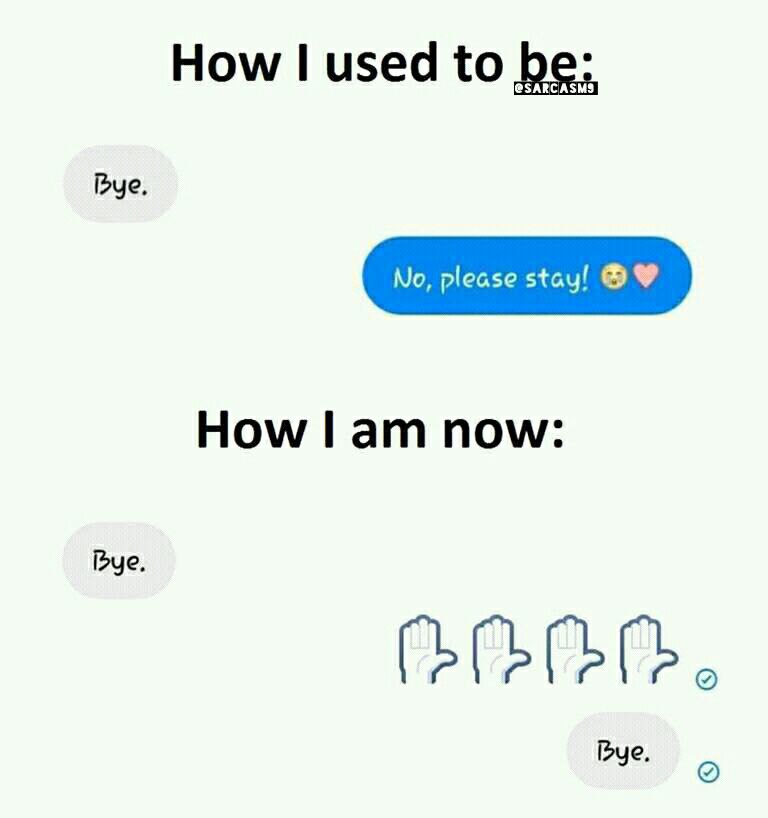 How I used to be:
@SARCASM9
Bye.
No, please stay! 😭❤
How I am now:
Bye.
Bye.